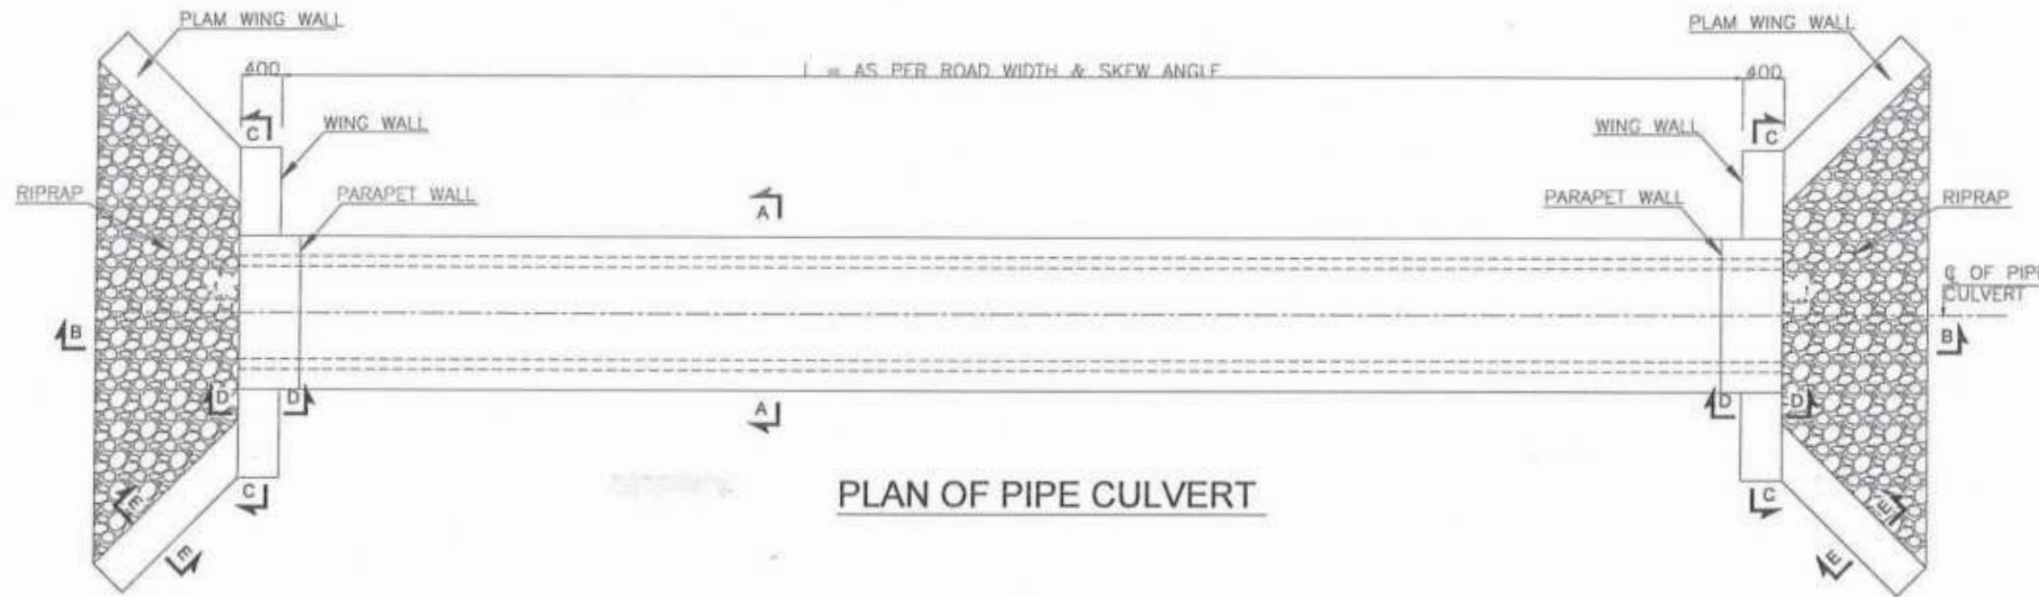 PLAM WING WALL
PLAM WING WALL
400
L = AS PER ROAD WIDTH & SKEW ANGLE
400
C
WING WALL
WING WALL
C
RIPRAP
PARAPET WALL
A
PARAPET WALL
RIPRAP
℄ OF PIPE
CULVERT
B
B
D
D
A
D
D
E
C
PLAN OF PIPE CULVERT
C
E
E
E